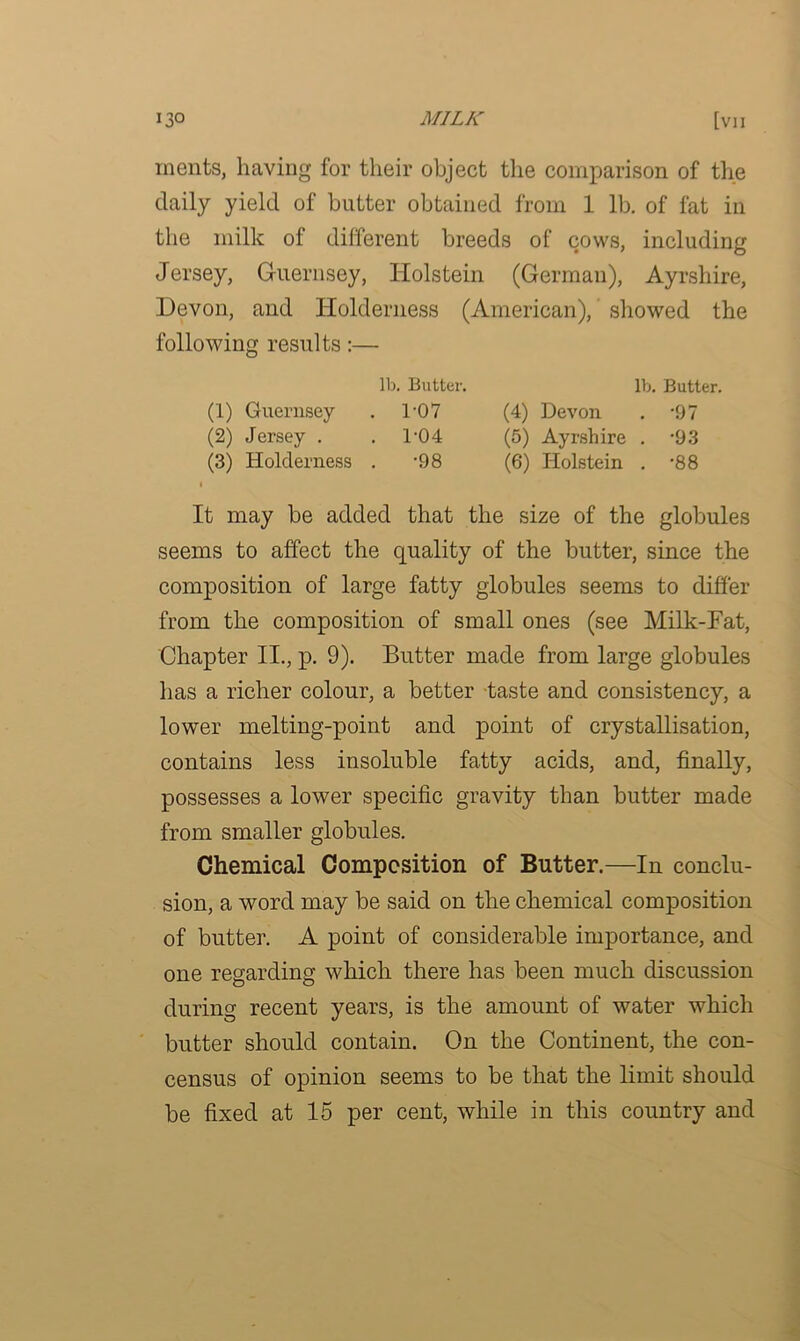 130 MILK [VII
ments, having for their object the comparison of the
daily yield of butter obtained from 1 lb. of fat in
the milk of different breeds of cows, including
Jersey, Guernsey, Holstein (German), Ayrshire,
Devon, and Holderness (American), showed the
following results :—
lb. Butter. lb. Butter.
(1) Guernsey . 1·07 (4) Devon . ·97
(2) Jersey . . 1·04 (5) Ayrshire . ·93
(3) Holderness . ·98 (6) Holstein . ·88
It may be added that the size of the globules
seems to affect the quality of the butter, since the
composition of large fatty globules seems to differ
from the composition of small ones (see Milk-Fat,
Chapter II., p. 9). Butter made from large globules
has a richer colour, a better taste and consistency, a
lower melting-point and point of crystallisation,
contains less insoluble fatty acids, and, finally,
possesses a lower specific gravity than butter made
from smaller globules.
Chemical Composition of Butter.—In conclu-
sion, a word may be said on the chemical composition
of butter. A point of considerable importance, and
one regarding which there has been much discussion
during recent years, is the amount of water which
butter should contain. On the Continent, the con-
census of opinion seems to be that the limit should
be fixed at 15 per cent, while in this country and